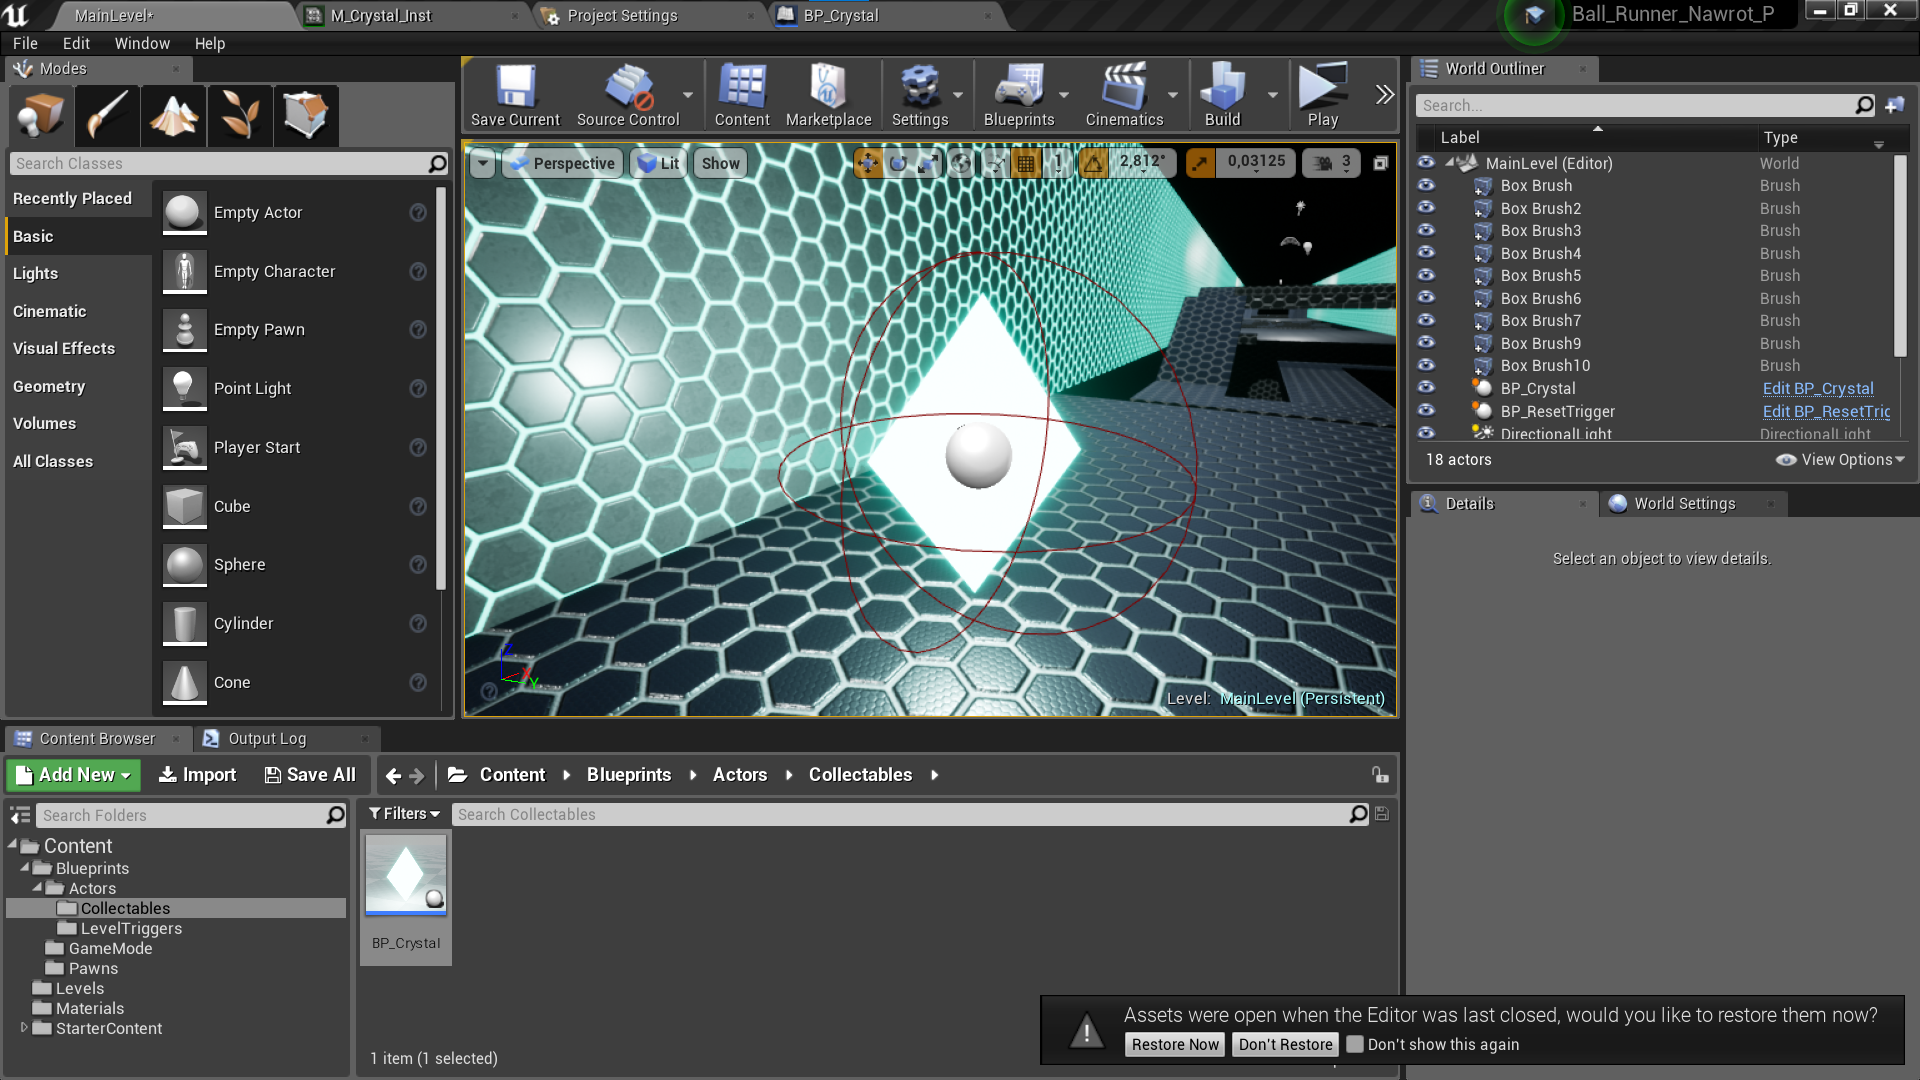 MainLevel*
M_Crystal_Inst
Project Settings
BP_Crystal
Ball_Runner_Nawrot_P
File Edit Window Help
Modes
Save Current
Source Control
Content
Marketplace
Settings
Blueprints
Cinematics
Build
Play
World Outliner
Search...
Label Type
MainLevel (Editor) World
Box Brush Brush
Box Brush2 Brush
Box Brush3 Brush
Box Brush4 Brush
Box Brush5 Brush
Box Brush6 Brush
Box Brush7 Brush
Box Brush9 Brush
Box Brush10 Brush
BP_Crystal Edit BP_Crystal
BP_ResetTrigger Edit BP_ResetTrig
DirectionalLight DirectionalLight
18 actors
View Options
Search Classes
Recently Placed
Basic
Lights
Cinematic
Visual Effects
Geometry
Volumes
All Classes
Empty Actor
Empty Character
Empty Pawn
Point Light
Player Start
Cube
Sphere
Cylinder
Cone
Perspective
Lit
Show
1
2,812°
0,03125
3
Z
X
Y
Level: MainLevel (Persistent)
Details
World Settings
Select an object to view details.
Content Browser
Output Log
Add New
Import
Save All
Content Blueprints Actors Collectables
Search Folders
Filters
Search Collectables
Content
Blueprints
Actors
Collectables
LevelTriggers
GameMode
Pawns
Levels
Materials
StarterContent
BP_Crystal
1 item (1 selected)
Assets were open when the Editor was last closed, would you like to restore them now?
Restore Now
Don't Restore
Don't show this again